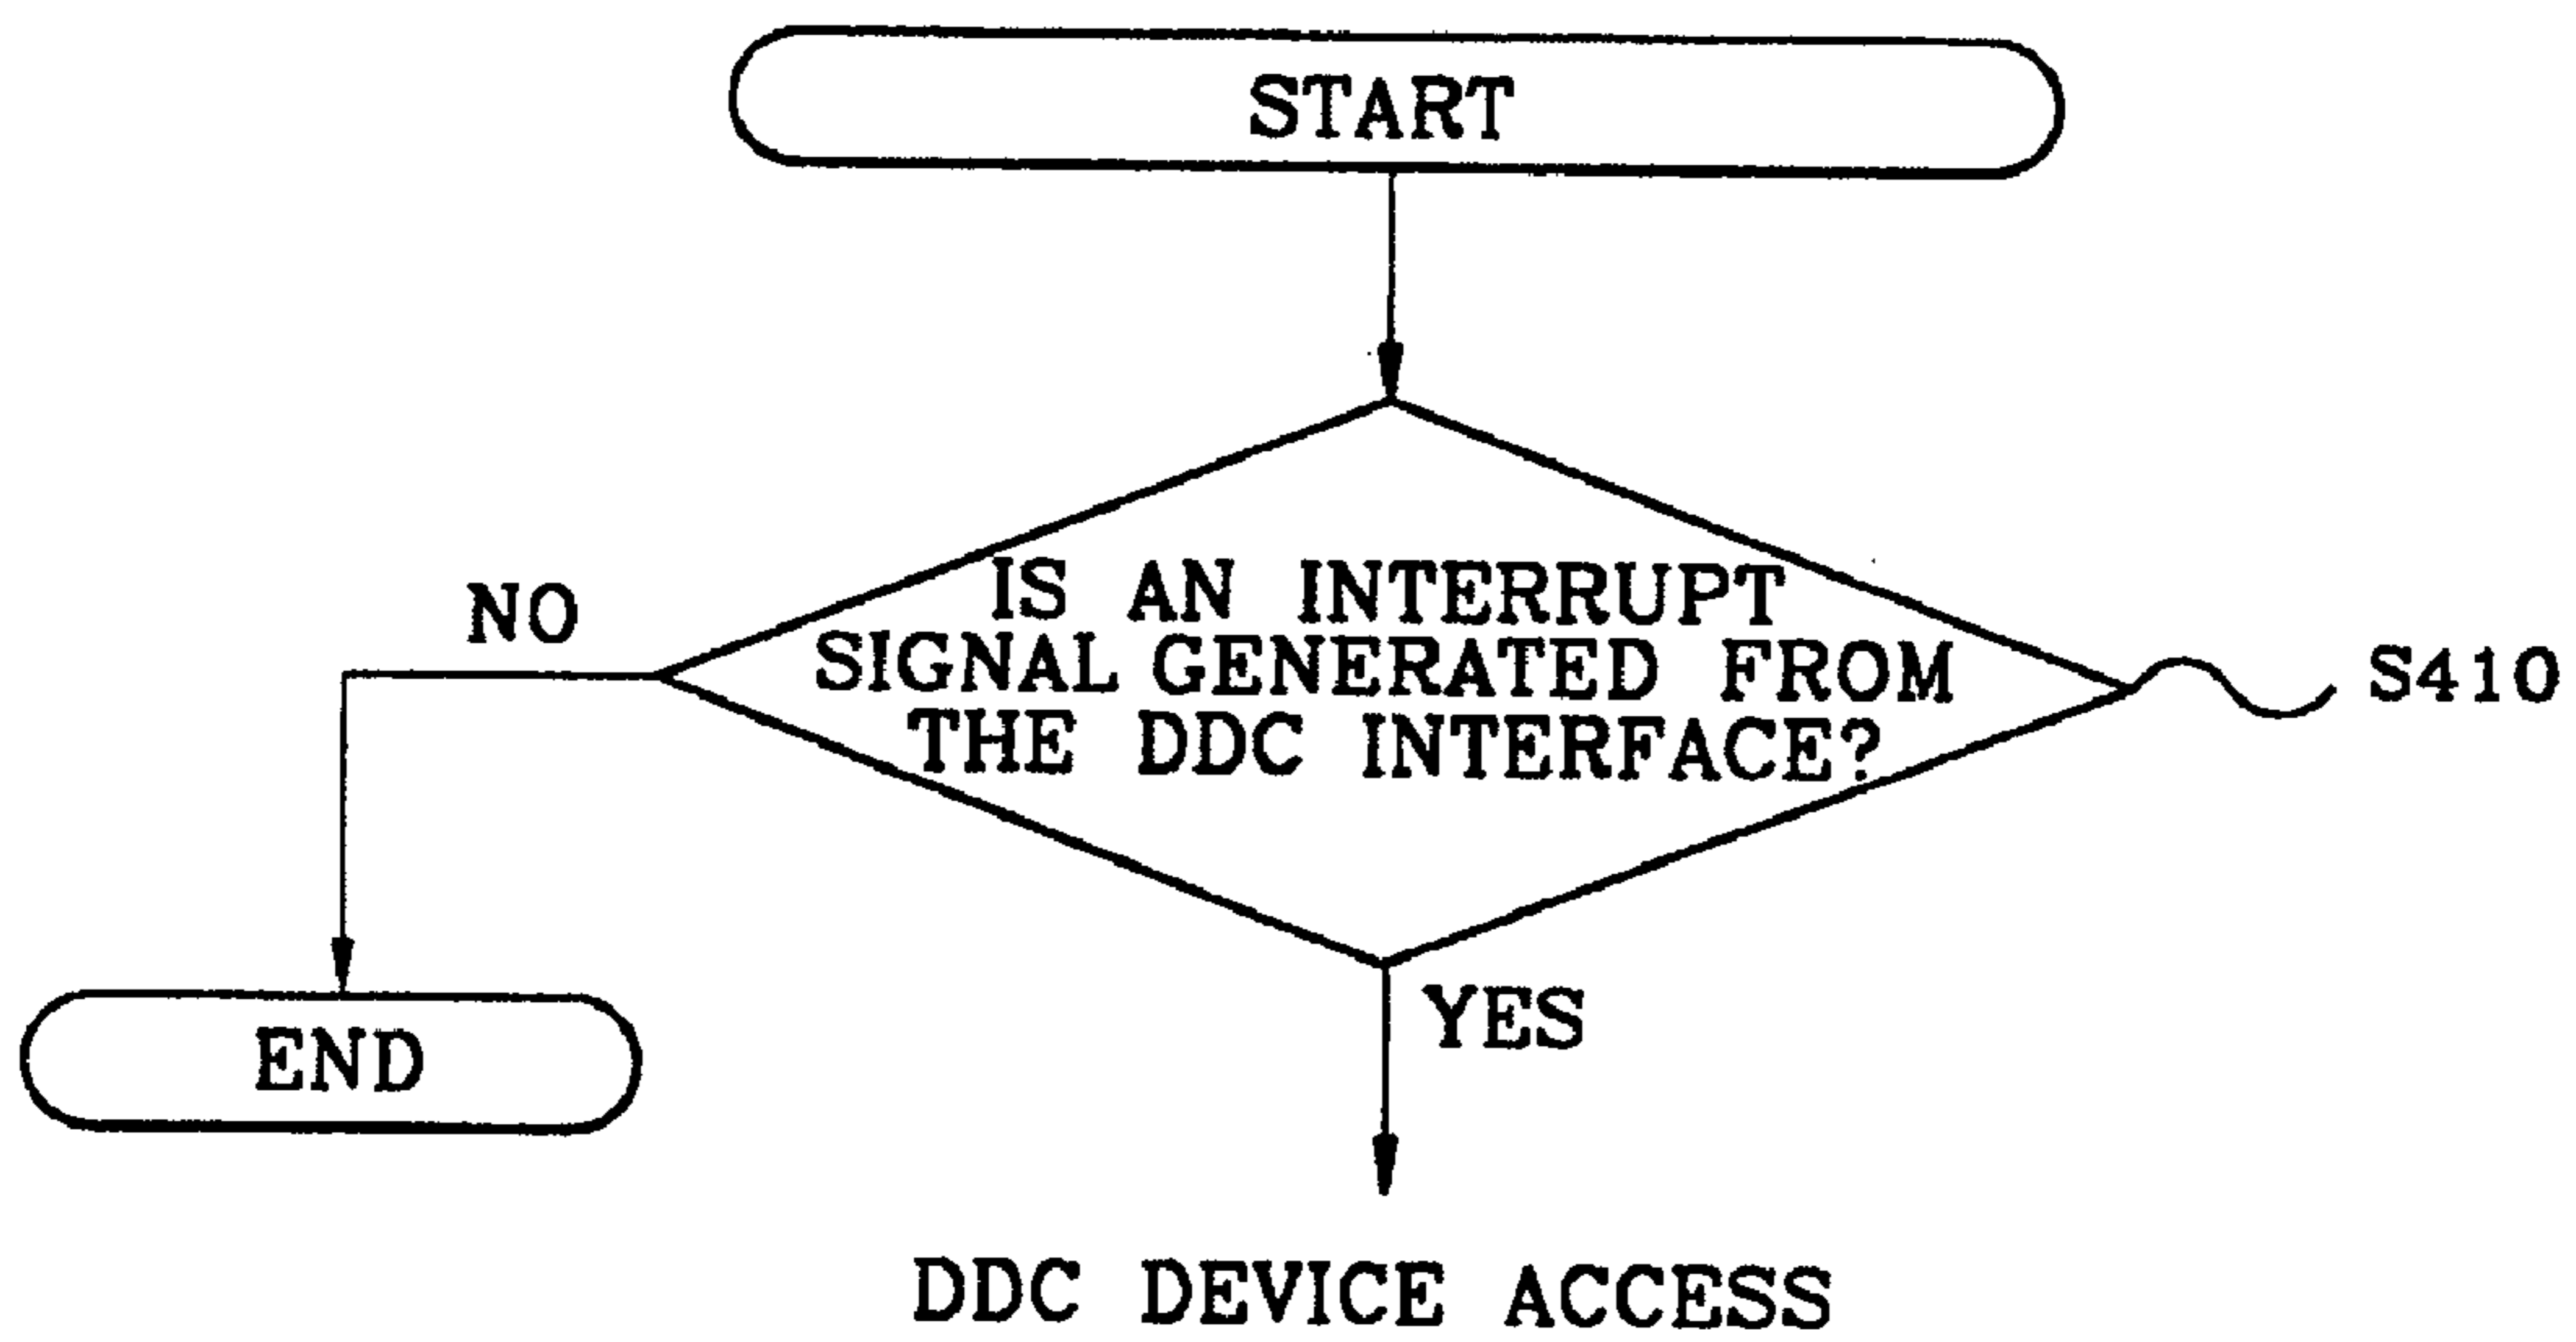 START
IS AN INTERRUPT
SIGNAL GENERATED FROM
THE DDC INTERFACE?
NO
S410
YES
END
DDC DEVICE ACCESS